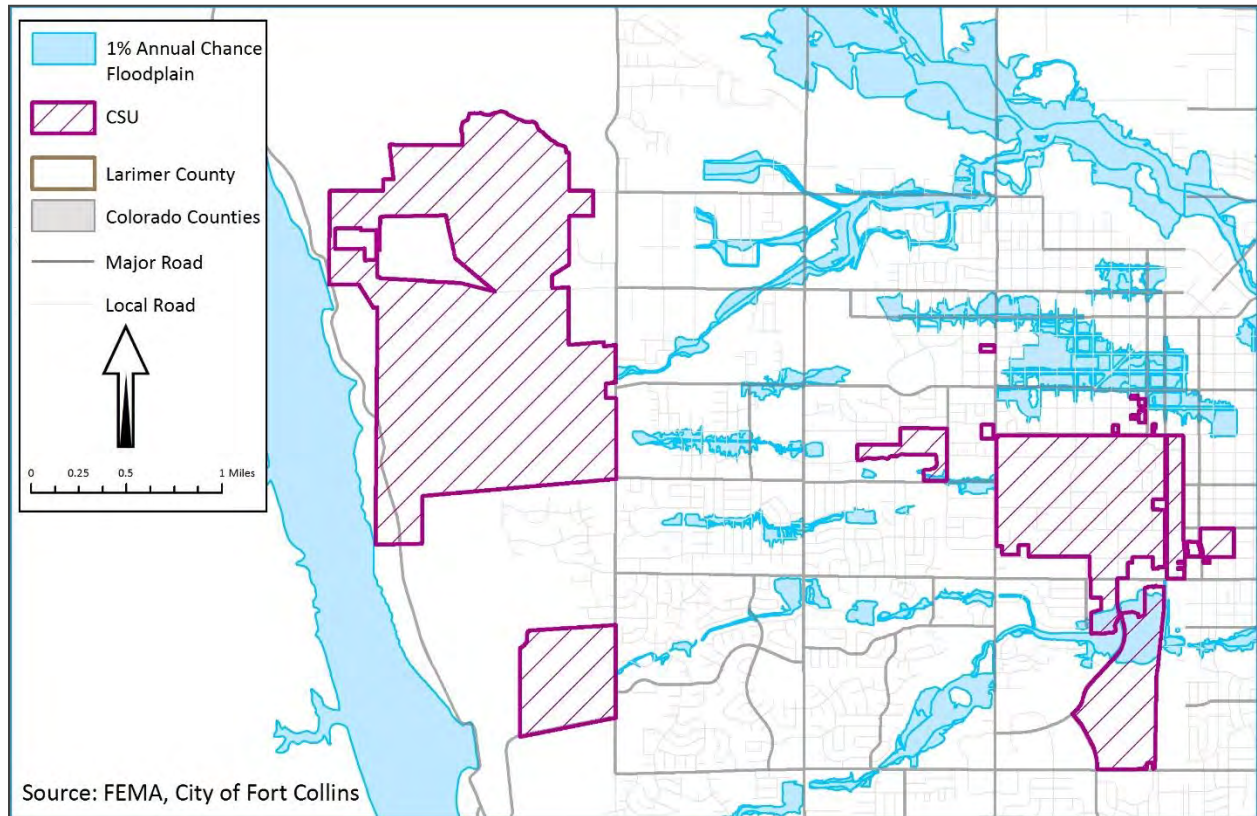 1% Annual Chance
Floodplain
CSU
Larimer County
Colorado Counties
Major Road
Local Road
0 0.25 0.5 1 Miles
Source: FEMA, City of Fort Collins